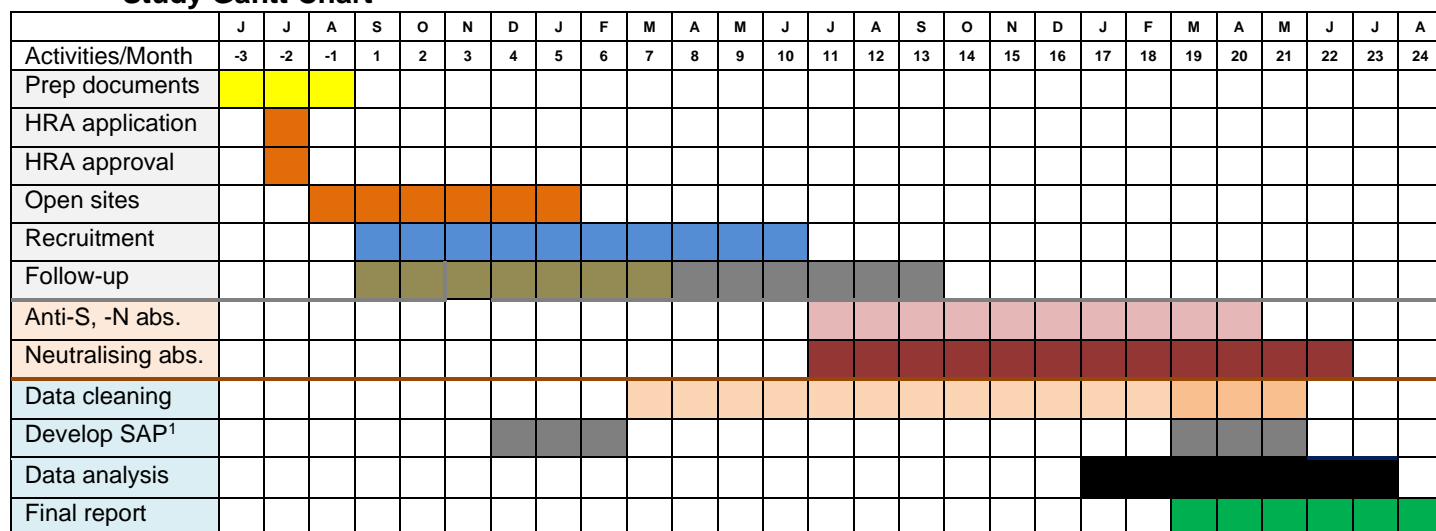 Study Gantt Chart
J J A S O N D J F M A M J J A S O N D J F M A M J J A
Activities/Month -3 -2 -1 1 2 3 4 5 6 7 8 9 10 11 12 13 14 15 16 17 18 19 20 21 22 23 24
Prep documents
HRA application
HRA approval
Open sites
Recruitment
Follow-up
Anti-S, -N abs.
Neutralising abs.
Data cleaning
Develop SAP¹
Data analysis
Final report